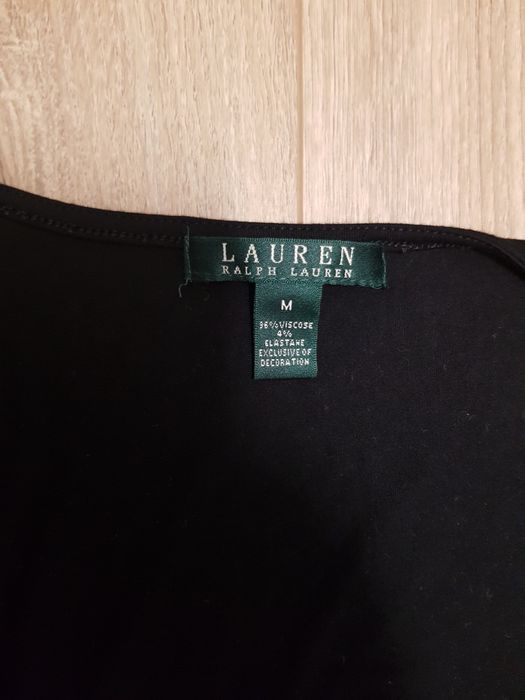 LAUREN
RALPH LAUREN
M
96% VISCOSE
4%
ELASTANE
EXCLUSIVE OF
DECORATION